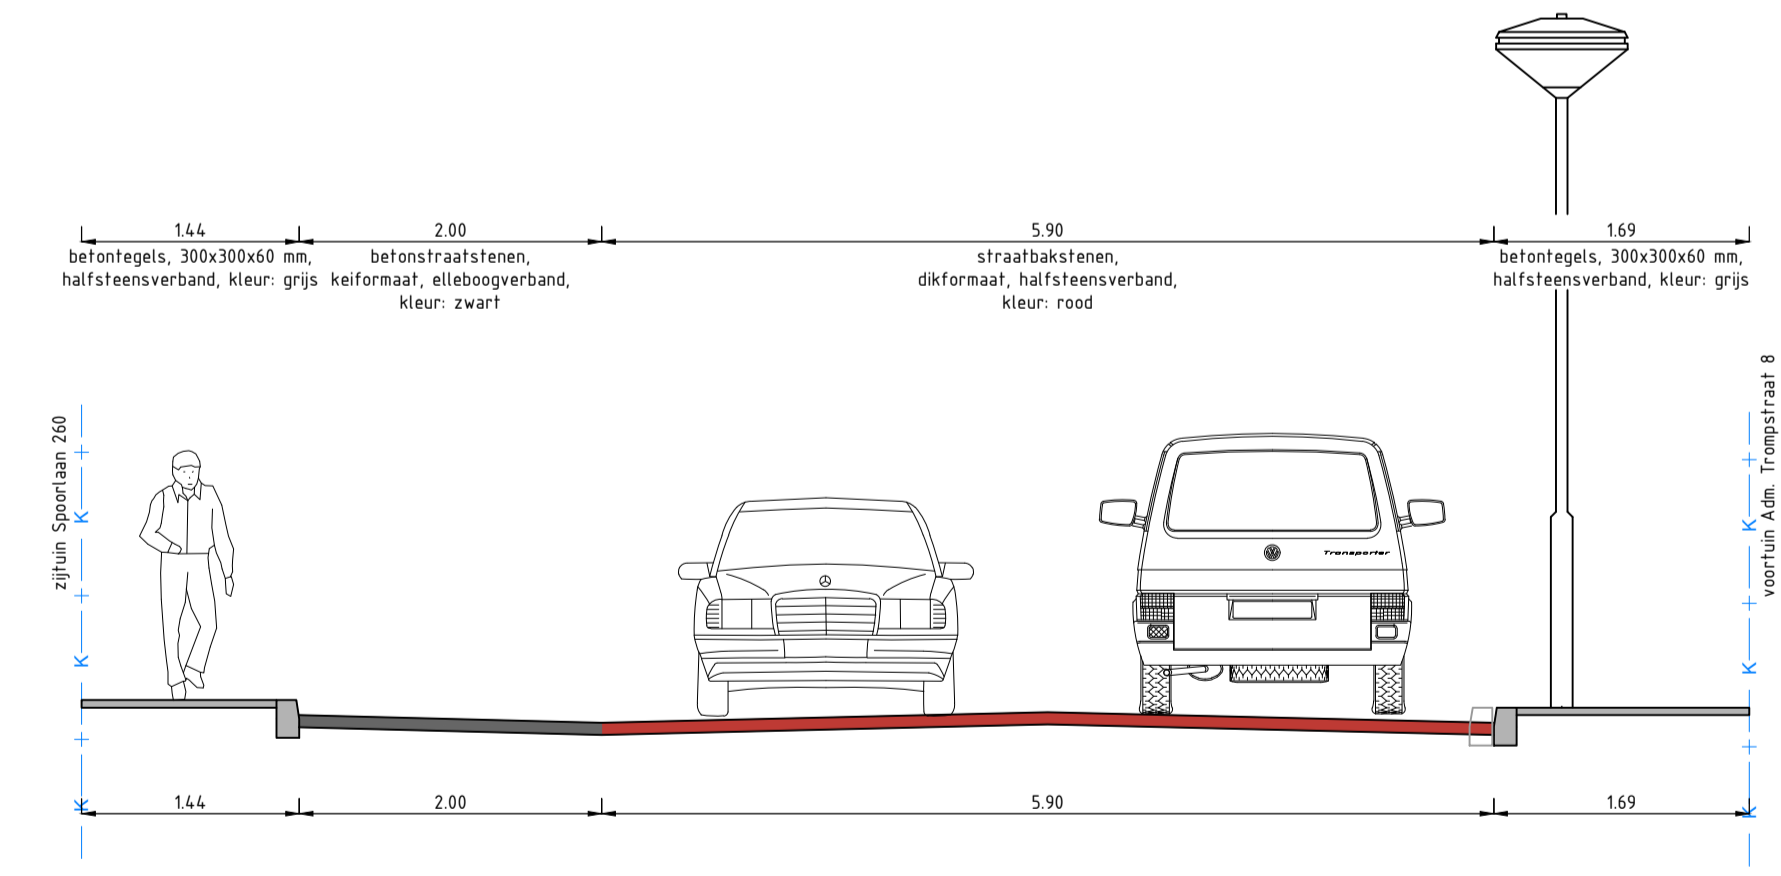 1.44
2.00
5.90
1.69
betontegels, 300x300x60 mm,
halfsteensverband, kleur: grijs
betonstraatstenen,
keiformaat, elleboogverband,
kleur: zwart
straatbakstenen,
dikformaat, halfsteensverband,
kleur: rood
betontegels, 300x300x60 mm,
halfsteensverband, kleur: grijs
zijtuin Spoorlaan 260
K
K
K
Transporter
voortuin Adm. Trompstraat 8
K
K
K
1.44
2.00
5.90
1.69